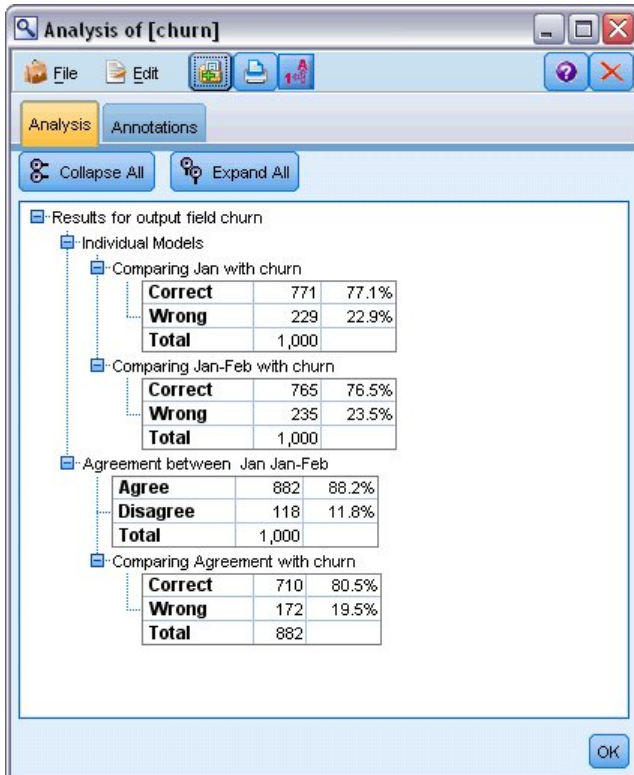 Analysis of [churn]
File Edit
Analysis Annotations
Collapse All Expand All
Results for output field churn
Individual Models
Comparing Jan with churn
Correct 771 77.1%
Wrong 229 22.9%
Total 1,000
Comparing Jan-Feb with churn
Correct 765 76.5%
Wrong 235 23.5%
Total 1,000
Agreement between Jan Jan-Feb
Agree 882 88.2%
Disagree 118 11.8%
Total 1,000
Comparing Agreement with churn
Correct 710 80.5%
Wrong 172 19.5%
Total 882
OK